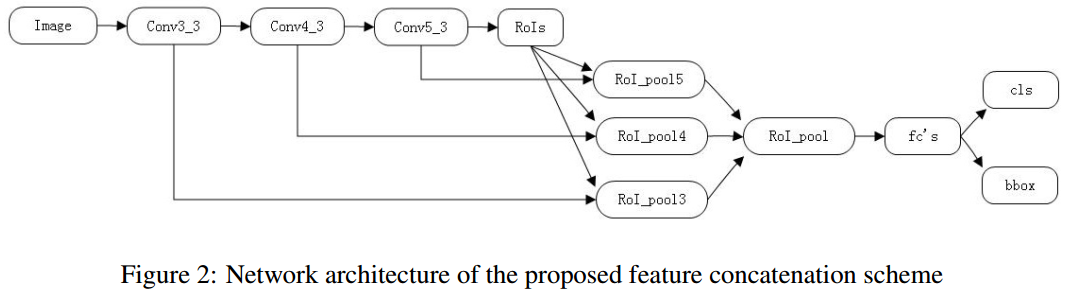 Image
Conv3_3
Conv4_3
Conv5_3
RoIs
RoI_pool5
RoI_pool4
RoI_pool3
RoI_pool
fc's
cls
bbox
Figure 2: Network architecture of the proposed feature concatenation scheme